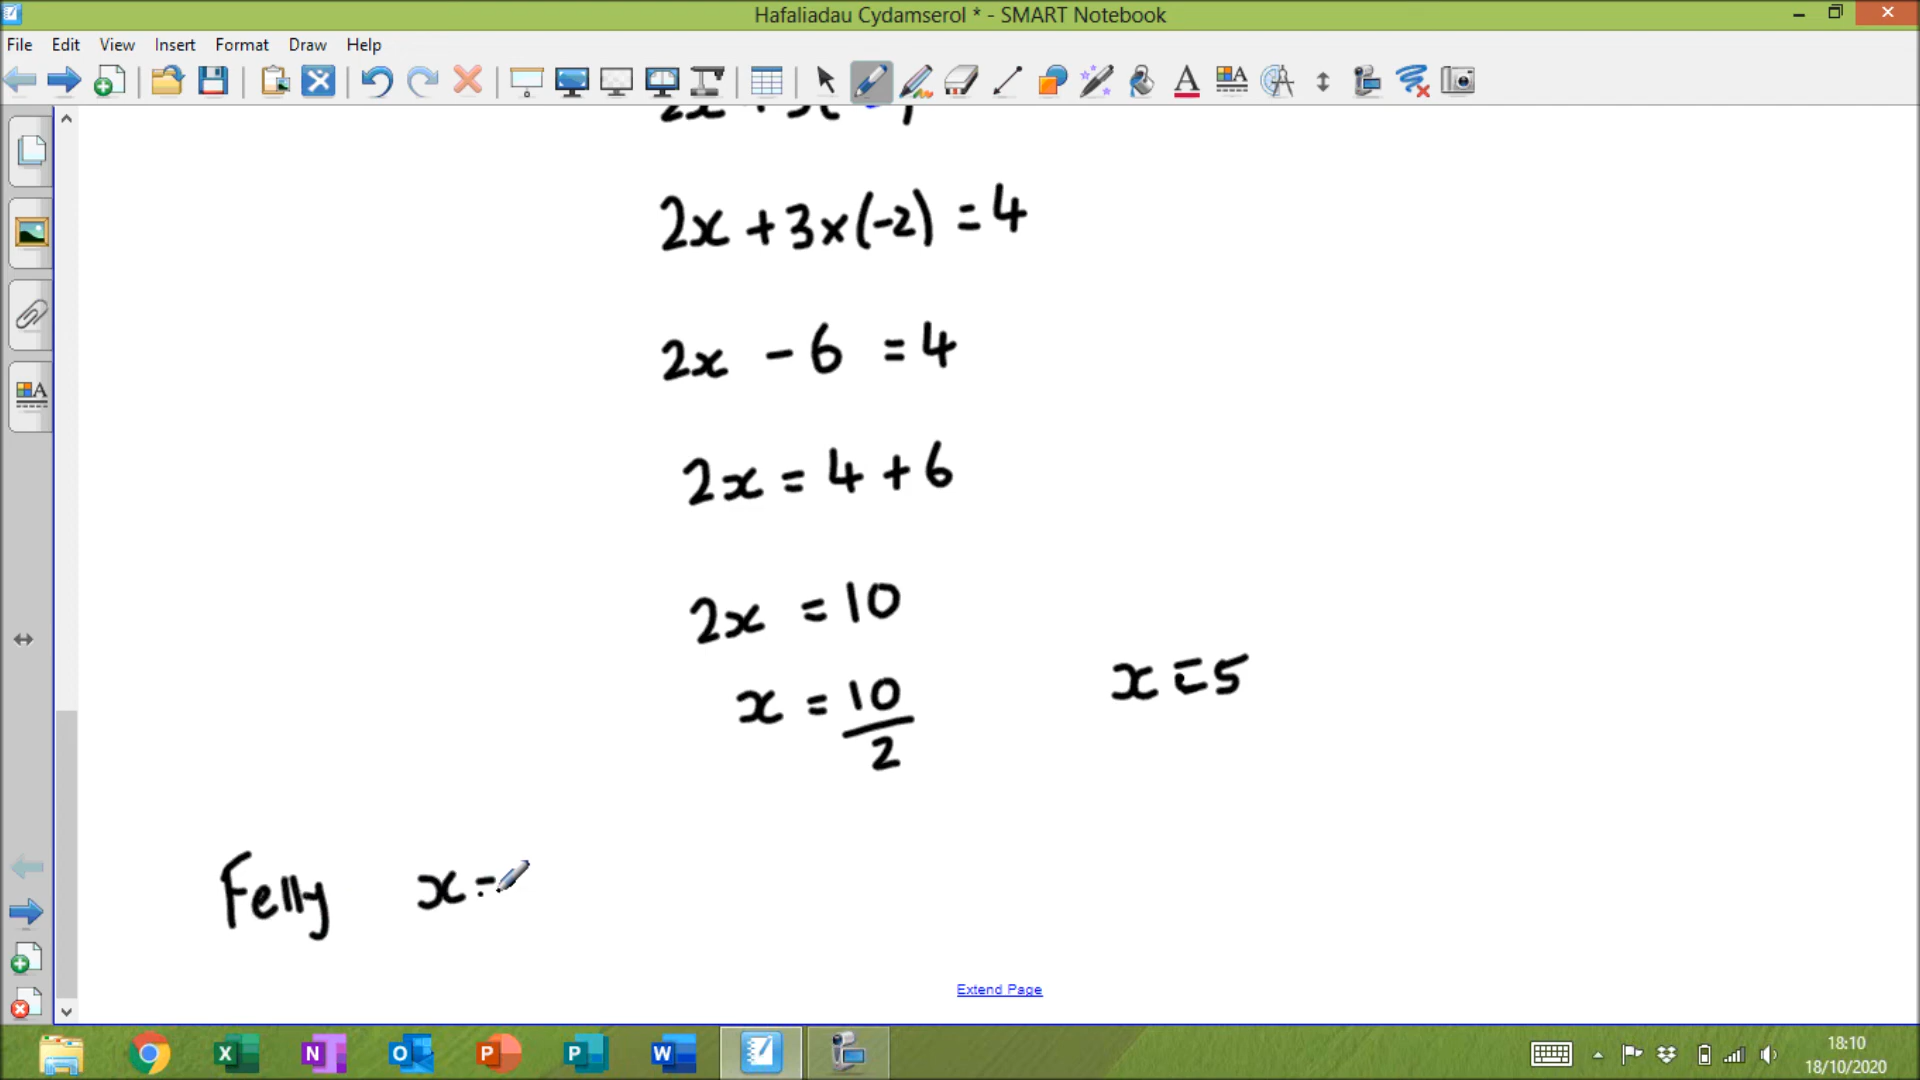 Hafaliadau Cydamserol * - SMART Notebook
File Edit View Insert Format Draw Help
2x + 3x(-2) = 4
2x - 6 = 4
2x = 4 + 6
2x = 10
x = 10/2
x = 5
Felly x =
Extend Page
18:10
18/10/2020